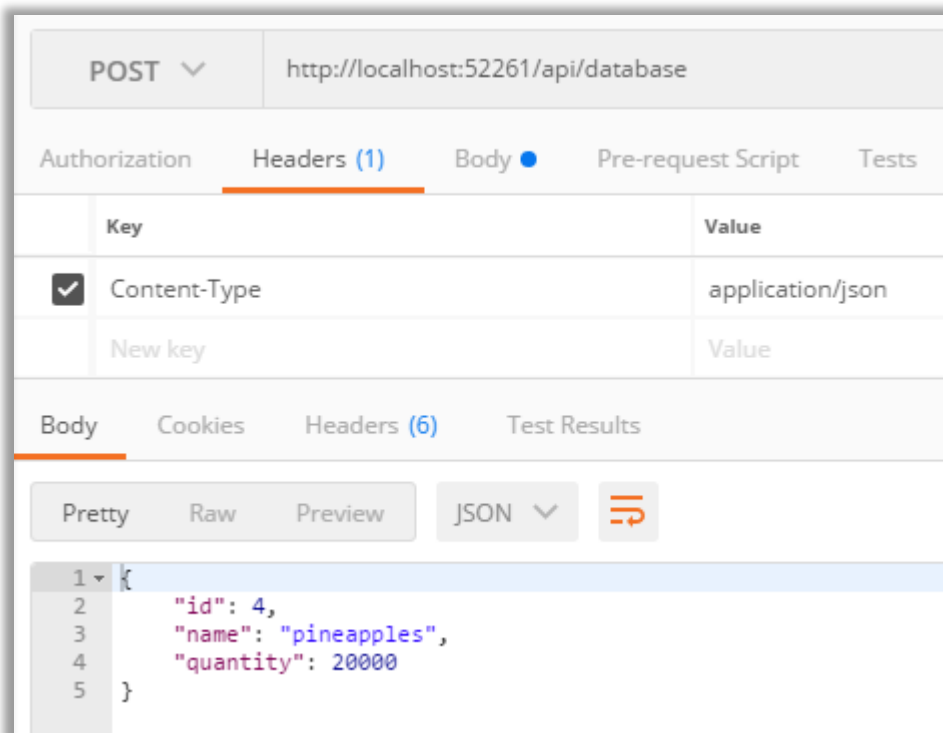 POST http://localhost:52261/api/database
Authorization Headers (1) Body Pre-request Script Tests
Key Value
Content-Type application/json
New key Value
Body Cookies Headers (6) Test Results
Pretty Raw Preview JSON
1 {
2 "id": 4,
3 "name": "pineapples",
4 "quantity": 20000
5 }